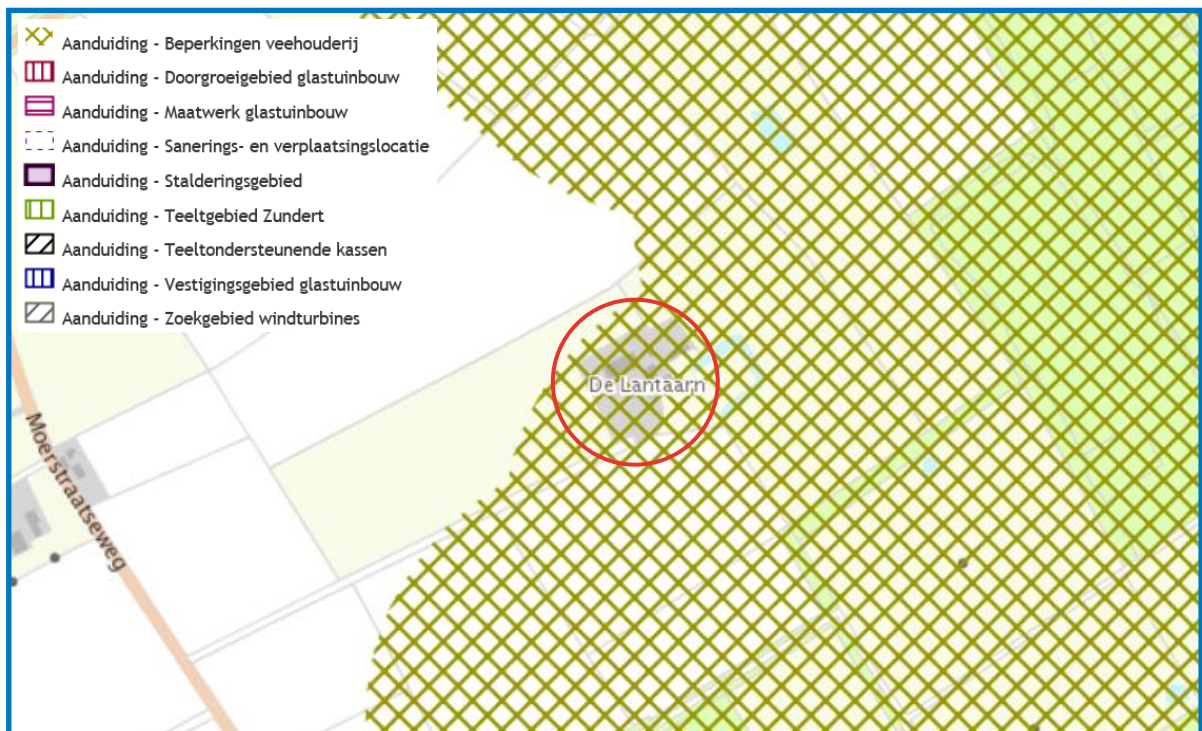 Aanduiding - Beperkingen veehouderij
Aanduiding - Doorgroeigebied glastuinbouw
Aanduiding - Maatwerk glastuinbouw
Aanduiding - Sanerings- en verplaatsingslocatie
Aanduiding - Stalderingsgebied
Aanduiding - Teeltgebied Zundert
Aanduiding - Teeltondersteunende kassen
Aanduiding - Vestigingsgebied glastuinbouw
Aanduiding - Zoekgebied windturbines
De Lantaarn
Moerstraatseweg